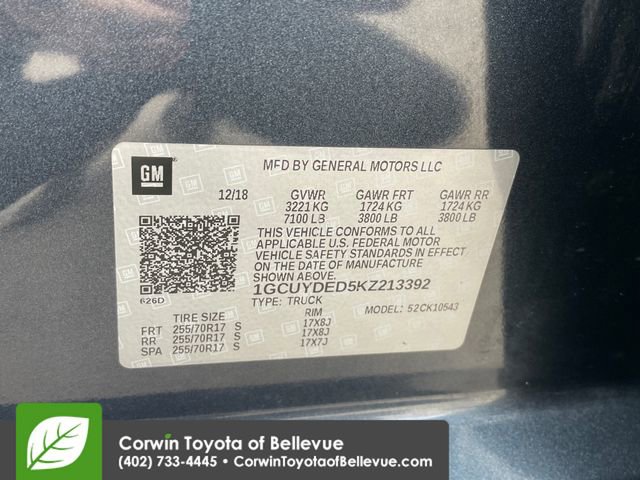 GM
MFD BY GENERAL MOTORS LLC
12/18 GVWR GAWR FRT GAWR RR
3221 KG 1724 KG 1724 KG
7100 LB 3800 LB 3800 LB
THIS VEHICLE CONFORMS TO ALL
APPLICABLE U.S. FEDERAL MOTOR
VEHICLE SAFETY STANDARDS IN EFFECT
ON THE DATE OF MANUFACTURE
626D 1GCUYDED5KZ213392
TYPE: TRUCK MODEL: 52CK10543
TIRE SIZE RIM
FRT 255/70R17 S 17X8J
RR 255/70R17 S 17X8J
SPA 255/70R17 S 17X7J
Corwin Toyota of Bellevue
(402) 733-4445 • CorwinToyotaofBellevue.com